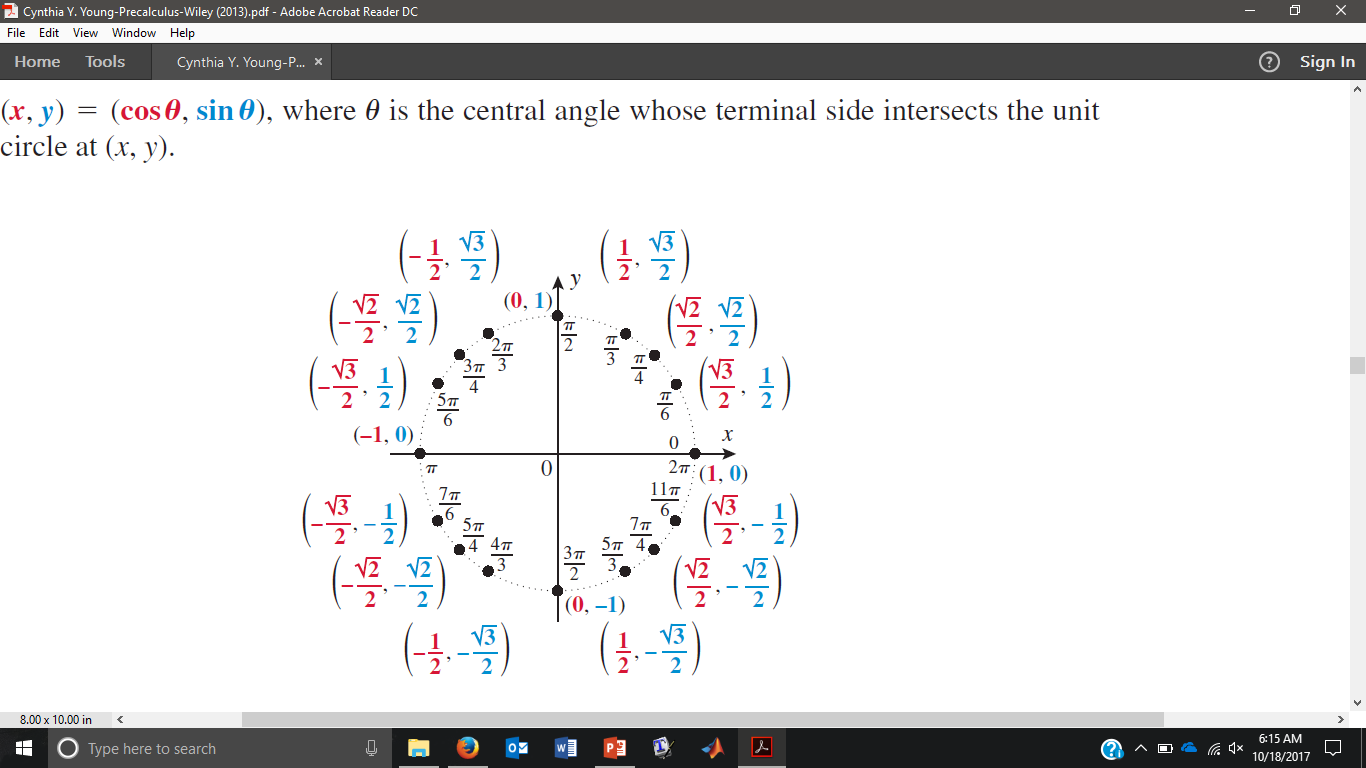 Cynthia Y. Young-Precalculus-Wiley (2013).pdf - Adobe Acrobat Reader DC
File Edit View Window Help
Home Tools Cynthia Y. Young-P... × ? Sign In
(x, y) = (cos θ, sin θ), where θ is the central angle whose terminal side intersects the unit
circle at (x, y).
(-1/2, √3/2) (1/2, √3/2)
y
(0, 1)
(-√2/2, √2/2) π/2 (√2/2, √2/2)
2π/3 π/3
3π/4 π/4
(-√3/2, 1/2) (√3/2, 1/2)
5π/6 π/6
(–1, 0) 0 x
π 0 2π (1, 0)
7π/6 11π/6
(-√3/2, -1/2) (√3/2, -1/2)
5π/4 7π/4
4π/3 3π/2 5π/3
(-√2/2, -√2/2) (√2/2, -√2/2)
(0, –1)
(-1/2, -√3/2) (1/2, -√3/2)
8.00 x 10.00 in
Type here to search
6:15 AM
10/18/2017